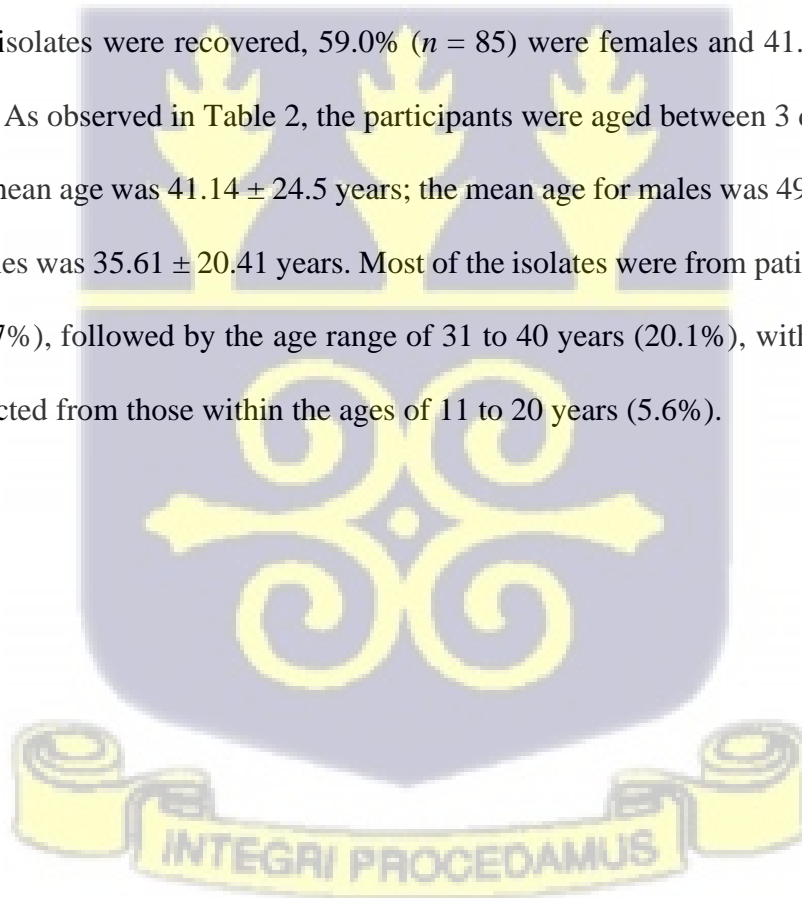 isolates were recovered, 59.0% (n = 85) were females and 41.
As observed in Table 2, the participants were aged between 3
mean age was 41.14 ± 24.5 years; the mean age for males was 49
was 35.61 ± 20.41 years. Most of the isolates were from
7%), followed by the age range of 31 to 40 years (20.1%), with
from those within the ages of 11 to 20 years (5.6%).
INTEGRI PROCEDAMUS